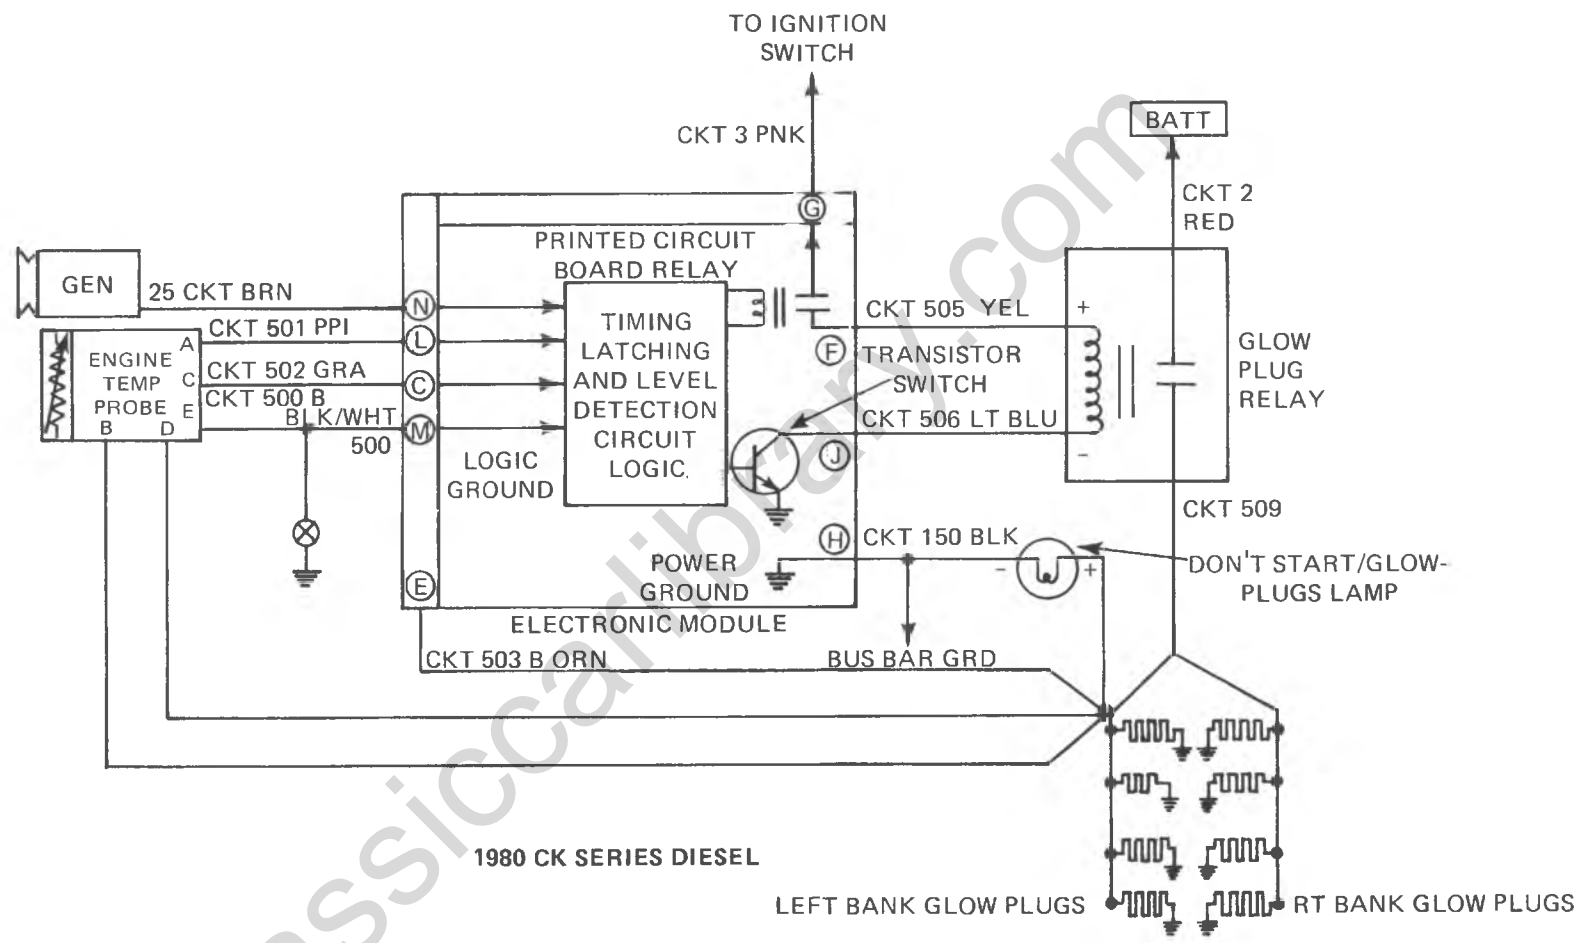 TO IGNITION
SWITCH
CKT 3 PNK
BATT
CKT 2
RED
G
PRINTED CIRCUIT
BOARD RELAY
GEN
25 CKT BRN
N
CKT 501 PPI
L
CKT 502 GRA
C
CKT 500 B
BLK/WHT
500
M
ENGINE
TEMP
PROBE
A
C
E
B
D
TIMING
LATCHING
AND LEVEL
DETECTION
CIRCUIT
LOGIC.
LOGIC
GROUND
CKT 505 YEL
F
TRANSISTOR
SWITCH
CKT 506 LT BLU
J
+
-
GLOW
PLUG
RELAY
CKT 509
H
CKT 150 BLK
POWER
GROUND
- +
DON'T START/GLOW-
PLUGS LAMP
E
ELECTRONIC MODULE
CKT 503 B ORN
BUS BAR GRD
1980 CK SERIES DIESEL
LEFT BANK GLOW PLUGS
RT BANK GLOW PLUGS
assiccarlibrary.com